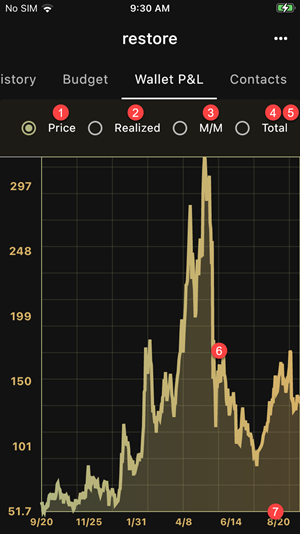 No SIM 9:30 AM
restore
istory Budget Wallet P&L Contacts
1 2 3 4 5
Price Realized M/M Total
297
248
199
6
150
101
7
51.7
9/20 11/25 1/31 4/8 6/14 8/20